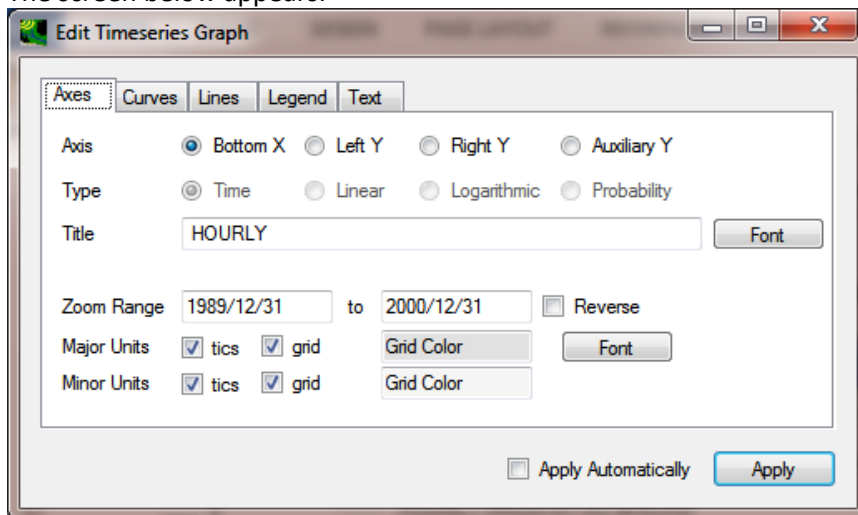 Edit Timeseries Graph
Axes Curves Lines Legend Text
Axis Bottom X Left Y Right Y Auxiliary Y
Type Time Linear Logarithmic Probability
Title HOURLY Font
Zoom Range 1989/12/31 to 2000/12/31 Reverse
Major Units tics grid Grid Color Font
Minor Units tics grid Grid Color
Apply Automatically Apply